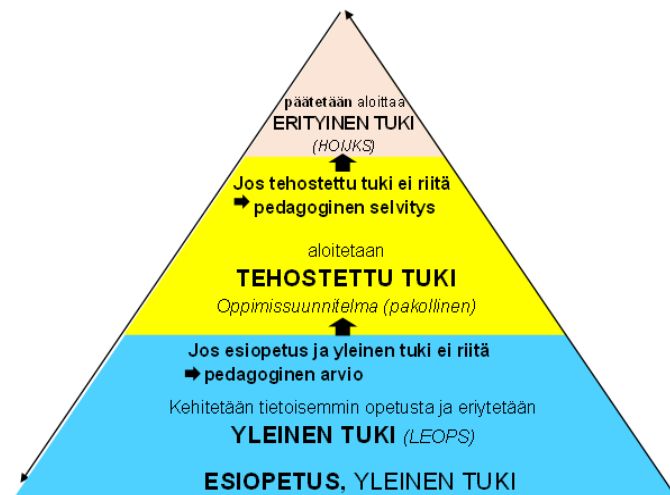 päätetään aloittaa
ERITYINEN TUKI
(HOIJKS)
Jos tehostettu tuki ei riitä
➡ pedagoginen selvitys
aloitetaan
TEHOSTETTU TUKI
Oppimissuunnitelma (pakollinen)
Jos esiopetus ja yleinen tuki ei riitä
➡ pedagoginen arvio
Kehitetään tietoisemmin opetusta ja eriytetään
YLEINEN TUKI (LEOPS)
ESIOPETUS, YLEINEN TUKI